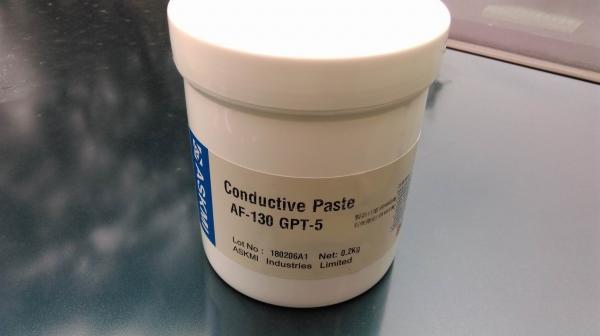 ASKMI
Conductive Paste
AF-130 GPT-5
Lot No : 180206A1 Net: 0.2Kg
ASKMI Industries Limited